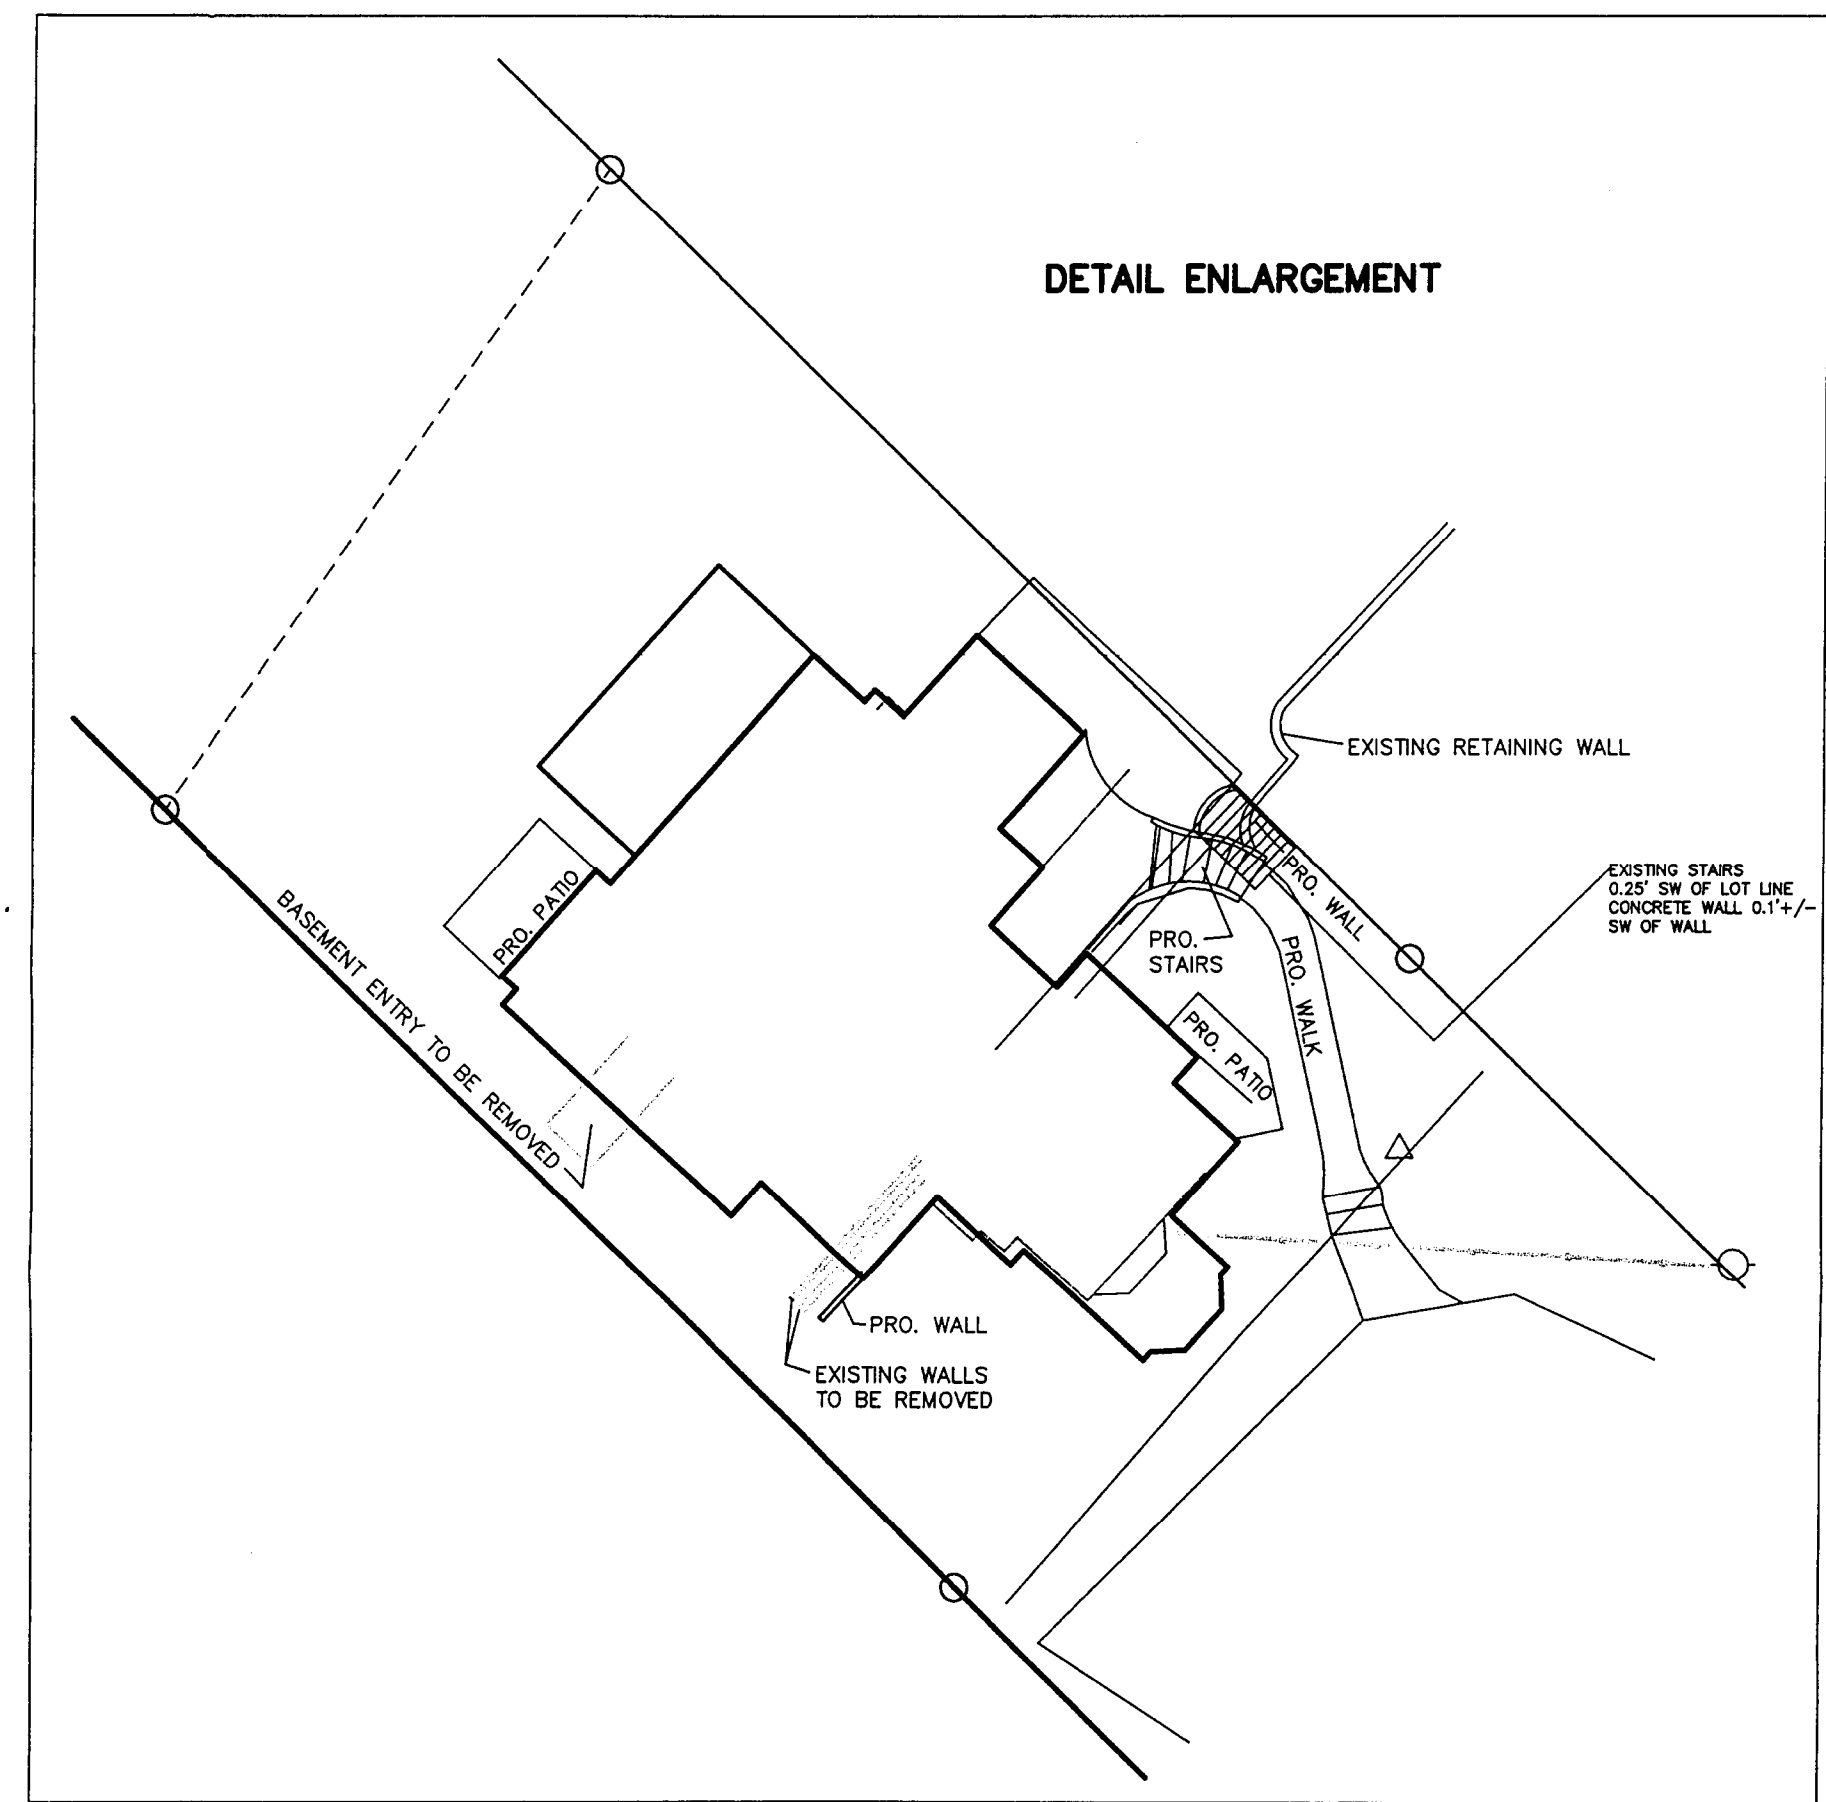 DETAIL ENLARGEMENT
EXISTING RETAINING WALL
EXISTING STAIRS
0.25' SW OF LOT LINE
CONCRETE WALL 0.1'+/-
SW OF WALL
PRO. WALL
PRO. PATIO
PRO.
STAIRS
PRO. WALK
PRO. PATIO
BASEMENT ENTRY TO BE REMOVED
PRO. WALL
EXISTING WALLS
TO BE REMOVED